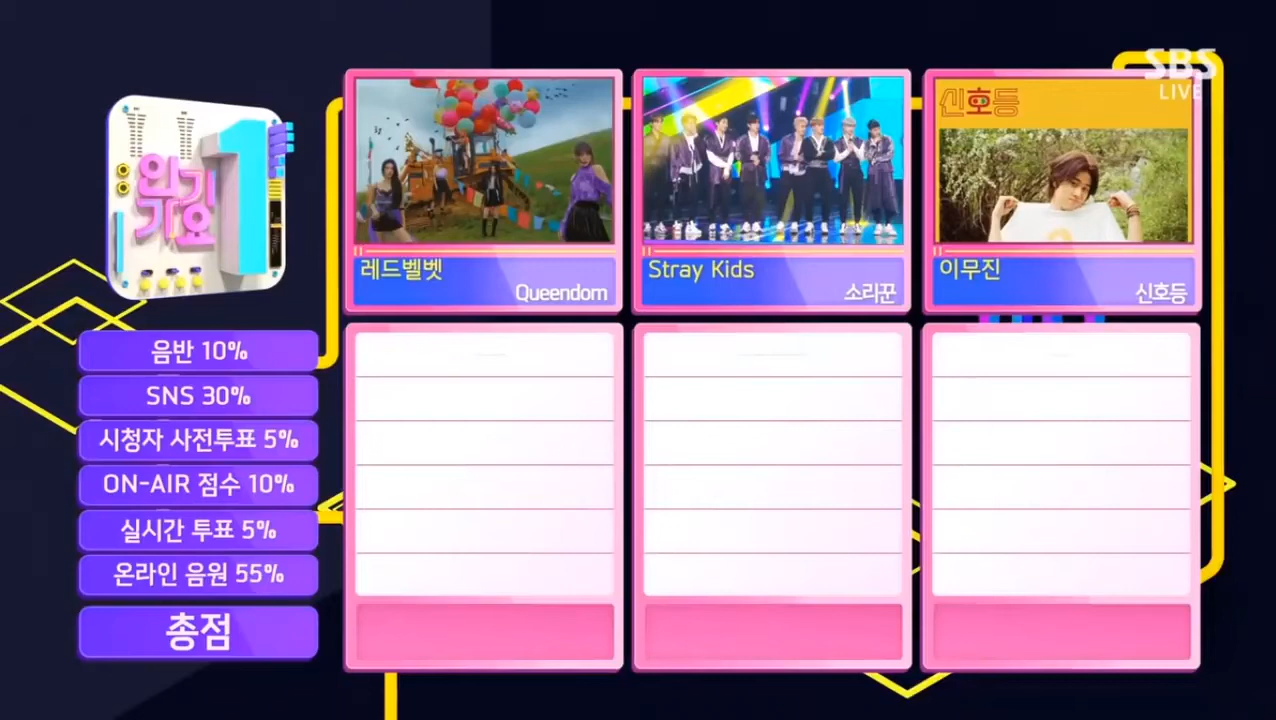 SBS
LIVE
인기
가요
1
신호등
레드벨벳
Queendom
Stray Kids
소리꾼
이무진
신호등
음반 10%
SNS 30%
시청자 사전투표 5%
ON-AIR 점수 10%
실시간 투표 5%
온라인 음원 55%
총점